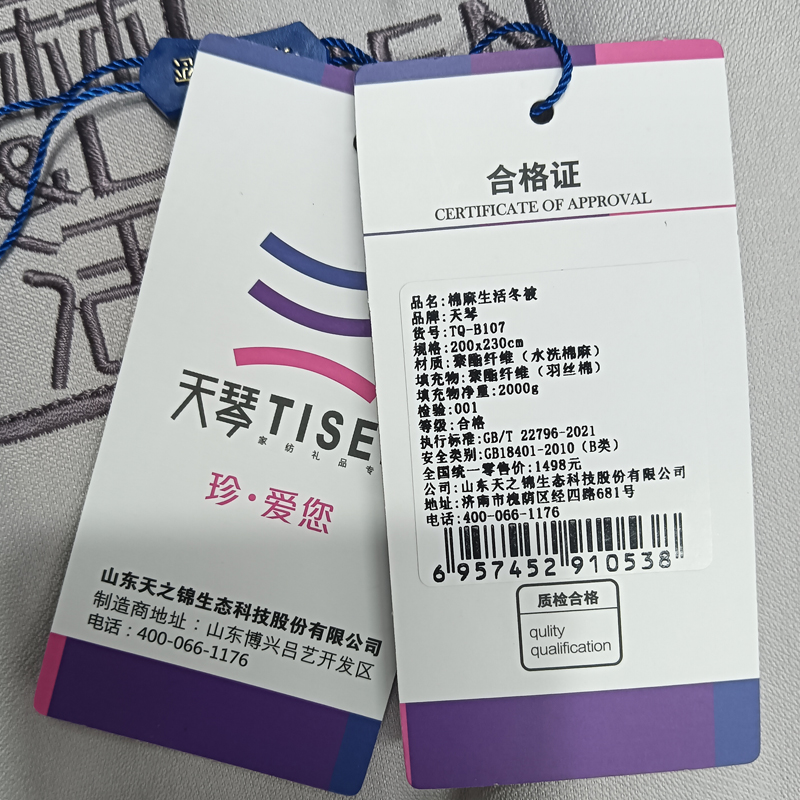 &
活
天琴TISE
家纺礼品专
珍·爱您
山东天之锦生态科技股份有限公司
制造商地址：山东博兴吕艺开发区
电话：400-066-1176
合格证
CERTIFICATE OF APPROVAL
品名:棉麻生活冬被
品牌:天琴
货号:TQ-B107
规格:200x230cm
材质:聚酯纤维（水洗棉麻）
填充物:聚酯纤维（羽丝棉）
填充物净重:2000g
检验:001
等级:合格
执行标准:GB/T 22796-2021
安全类别:GB18401-2010（B类）
全国统一零售价:1498元
公司:山东天之锦生态科技股份有限公司
地址:济南市槐荫区经四路681号
电话:400-066-1176
6 957452 910538
质检合格
qulity
qualification